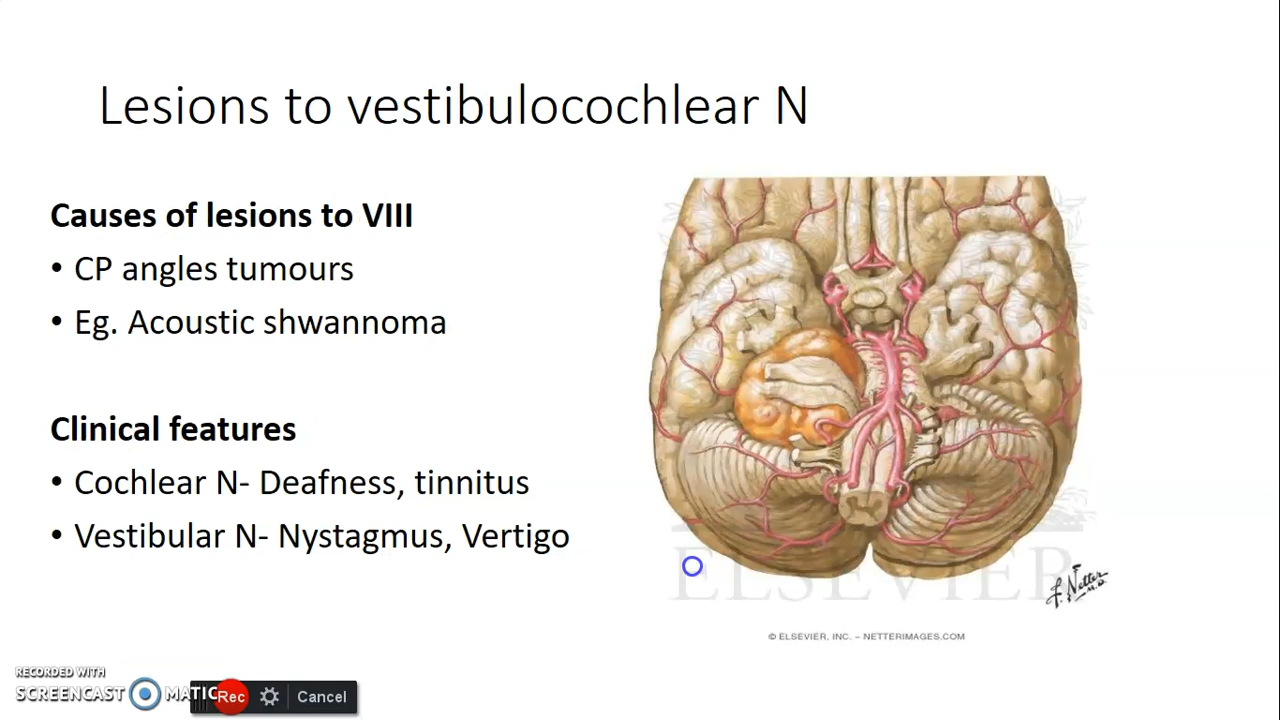 Lesions to vestibulocochlear N
Causes of lesions to VIII
• CP angles tumours
• Eg. Acoustic shwannoma
Clinical features
• Cochlear N- Deafness, tinnitus
• Vestibular N- Nystagmus, Vertigo
ELSEVIER
F. Netter M.D.
© ELSEVIER, INC. – NETTERIMAGES.COM
RECORDED WITH
SCREENCAST MATIC
Rec Cancel